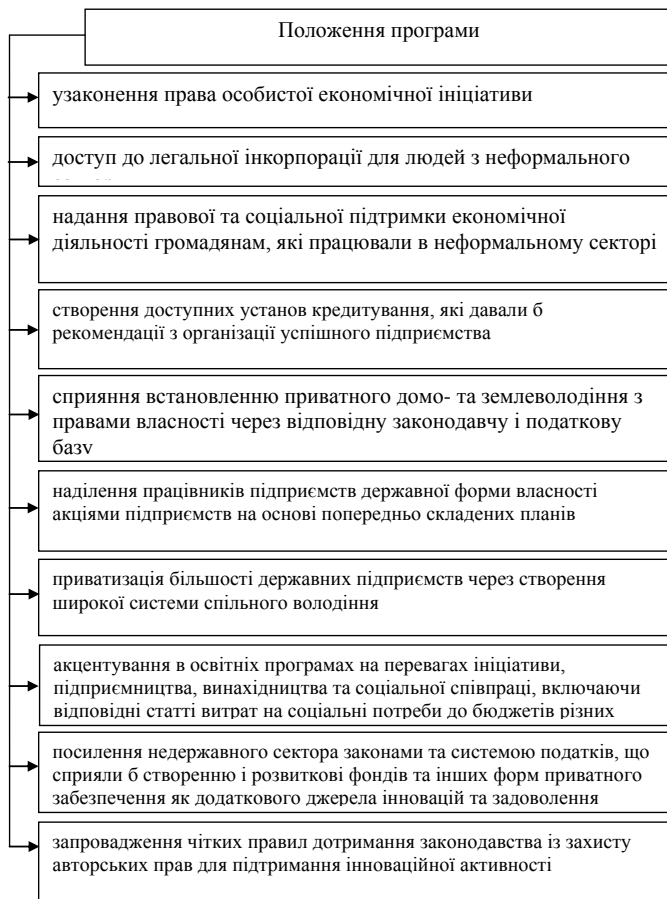 Положення програми
узаконення права особистої економічної ініціативи
доступ до легальної інкорпорації для людей з неформального
надання правової та соціальної підтримки економічної
діяльності громадянам, які працювали в неформальному секторі
створення доступних установ кредитування, які давали б
рекомендації з організації успішного підприємства
сприяння встановленню приватного домо- та землеволодіння з
правами власності через відповідну законодавчу і податкову
базу
наділення працівників підприємств державної форми власності
акціями підприємств на основі попередньо складених планів
приватизація більшості державних підприємств через створення
широкої системи спільного володіння
акцентування в освітніх програмах на перевагах ініціативи,
підприємництва, винахідництва та соціальної співпраці, включаючи
відповідні статті витрат на соціальні потреби до бюджетів різних
посилення недержавного сектора законами та системою податків, що
сприяли б створенню і розвиткові фондів та інших форм приватного
забезпечення як додаткового джерела інновацій та задоволення
запровадження чітких правил дотримання законодавства із захисту
авторських прав для підтримання інноваційної активності